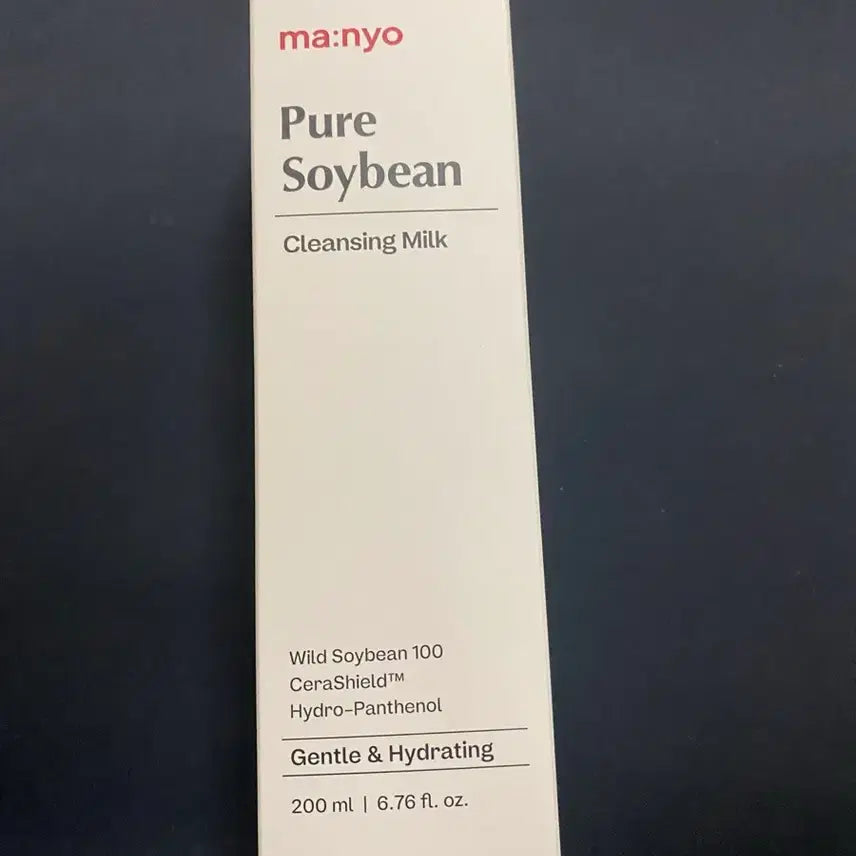 ma:nyo
Pure
Soybean
Cleansing Milk
Wild Soybean 100
CeraShield™
Hydro-Panthenol
Gentle & Hydrating
200 ml | 6.76 fl. oz.